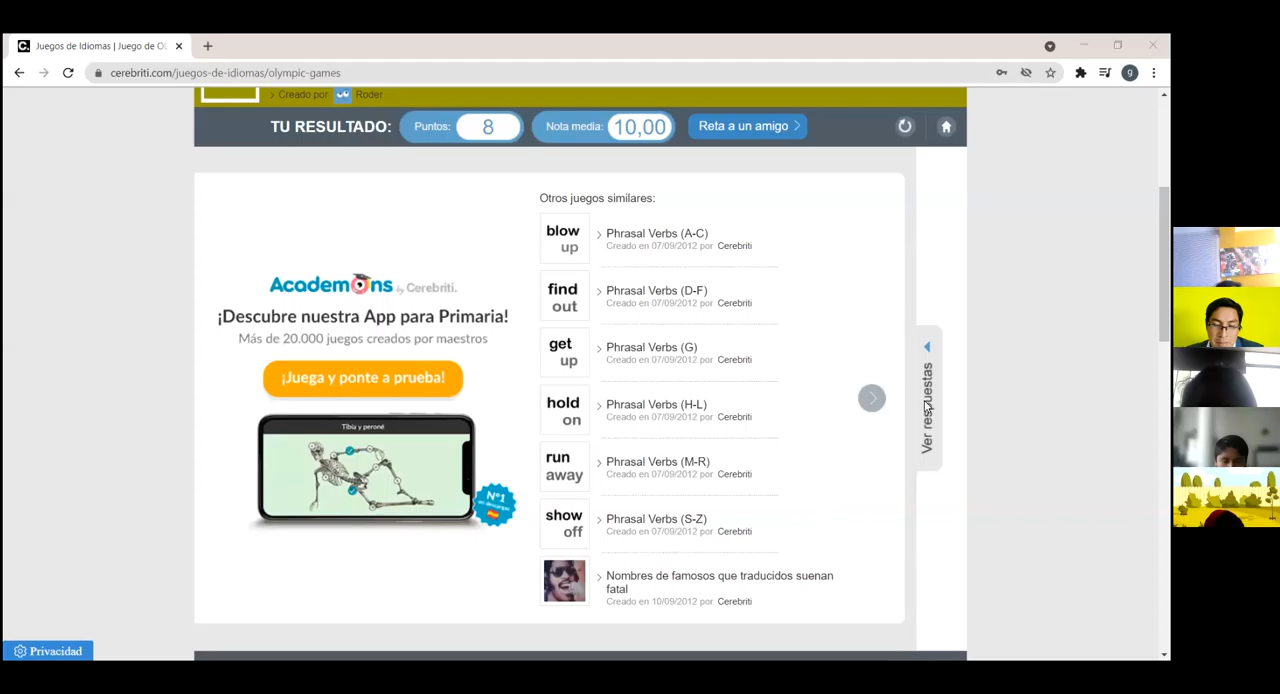 Juegos de Idiomas | Juego de OL
cerebriti.com/juegos-de-idiomas/olympic-games
9
> Creado por Roder
TU RESULTADO: Puntos: 8 Nota media: 10,00 Reta a un amigo >
Otros juegos similares:
blow up
Phrasal Verbs (A-C)
Creado en 07/09/2012 por Cerebriti
find out
Phrasal Verbs (D-F)
Creado en 07/09/2012 por Cerebriti
get up
Phrasal Verbs (G)
Creado en 07/09/2012 por Cerebriti
hold on
Phrasal Verbs (H-L)
Creado en 07/09/2012 por Cerebriti
run away
Phrasal Verbs (M-R)
Creado en 07/09/2012 por Cerebriti
show off
Phrasal Verbs (S-Z)
Creado en 07/09/2012 por Cerebriti
Nombres de famosos que traducidos suenan
fatal
Creado en 10/09/2012 por Cerebriti
Academons by Cerebriti.
¡Descubre nuestra App para Primaria!
Más de 20.000 juegos creados por maestros
¡Juega y ponte a prueba!
Tibia y peroné
Nº1
Ver respuestas
Privacidad